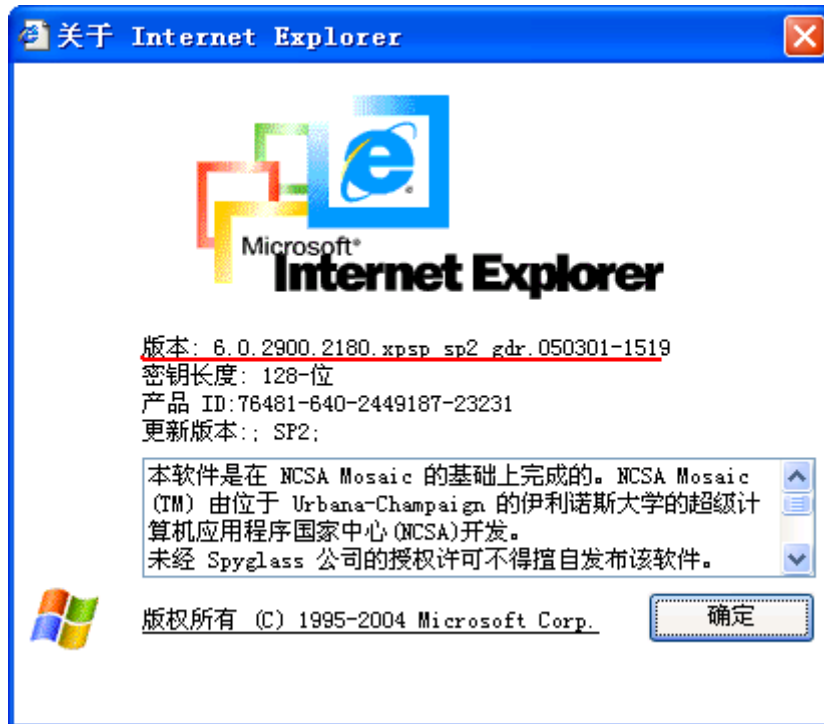 关于 Internet Explorer
Microsoft®
Internet Explorer
版本: 6.0.2900.2180.xpsp_sp2_gdr.050301-1519
密钥长度: 128-位
产品 ID:76481-640-2449187-23231
更新版本:; SP2;
本软件是在 NCSA Mosaic 的基础上完成的。NCSA Mosaic
(TM) 由位于 Urbana-Champaign 的伊利诺斯大学的超级计
算机应用程序国家中心(NCSA)开发。
未经 Spyglass 公司的授权许可不得擅自发布该软件。
版权所有 (C) 1995-2004 Microsoft Corp.
确定